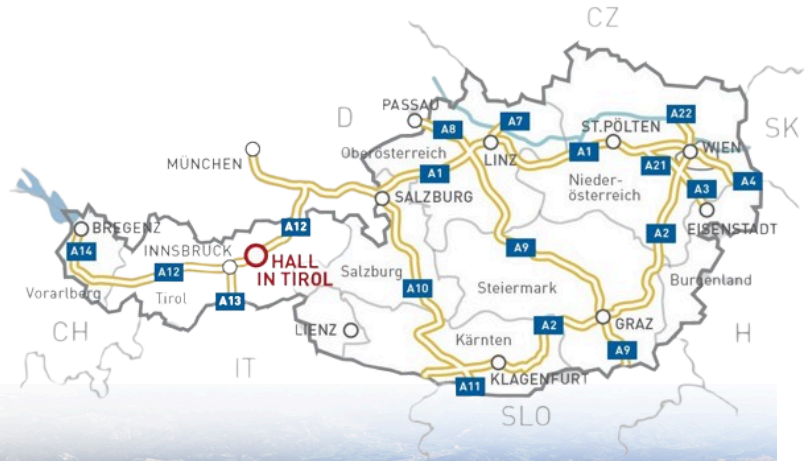 CZ
A22
PASSAU
A7
D
A8
ST.PÖLTEN
SK
Oberösterreich
LINZ
A1
WIEN
MÜNCHEN
A21
A1
Nieder-
österreich
A3
A4
SALZBURG
EISENSTADT
A12
BREGENZ
A2
INNSBRUCK
A14
A9
HALL
IN TIROL
A12
Salzburg
A10
Steiermark
Burgenland
Vorarlberg
Tirol
A13
CH
LIENZ
A2
GRAZ
H
Kärnten
A9
IT
KLAGENFURT
A11
SLO